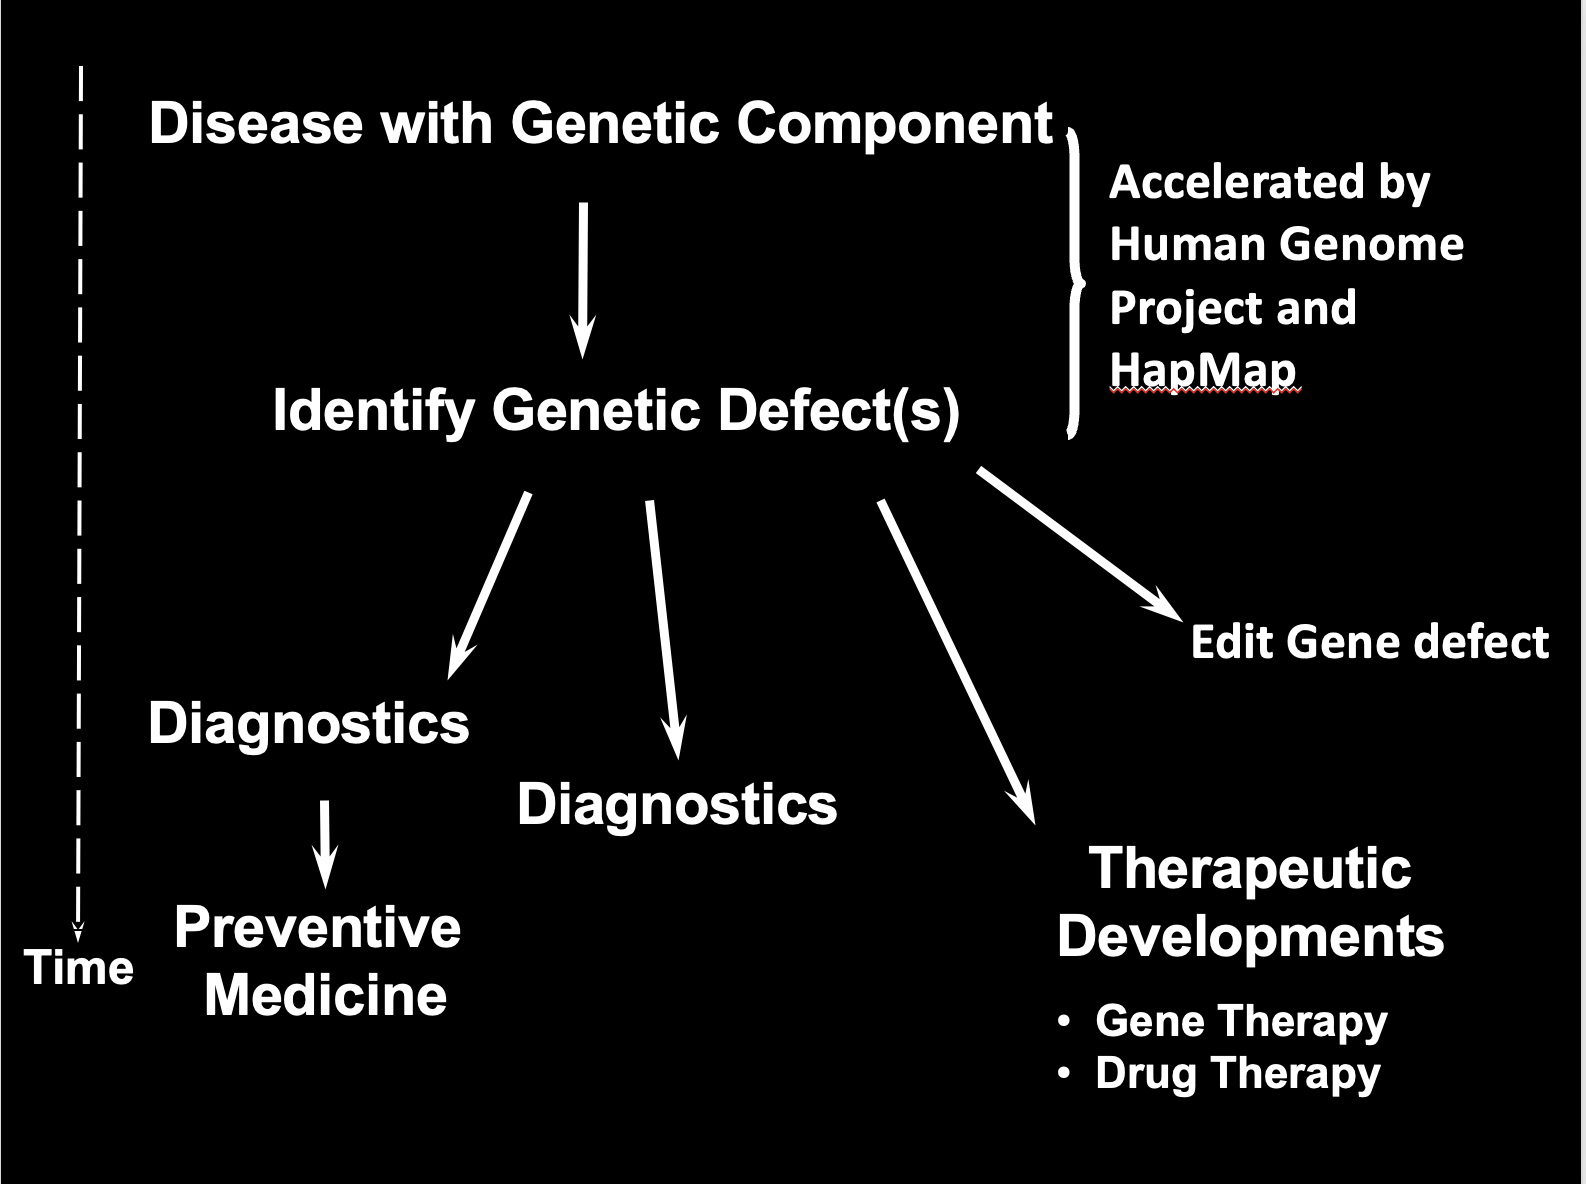 Disease with Genetic Component
Accelerated by
Human Genome
Project and
HapMap
Identify Genetic Defect(s)
Edit Gene defect
Diagnostics
Diagnostics
Therapeutic
Developments
Preventive
Medicine
Time
• Gene Therapy
• Drug Therapy